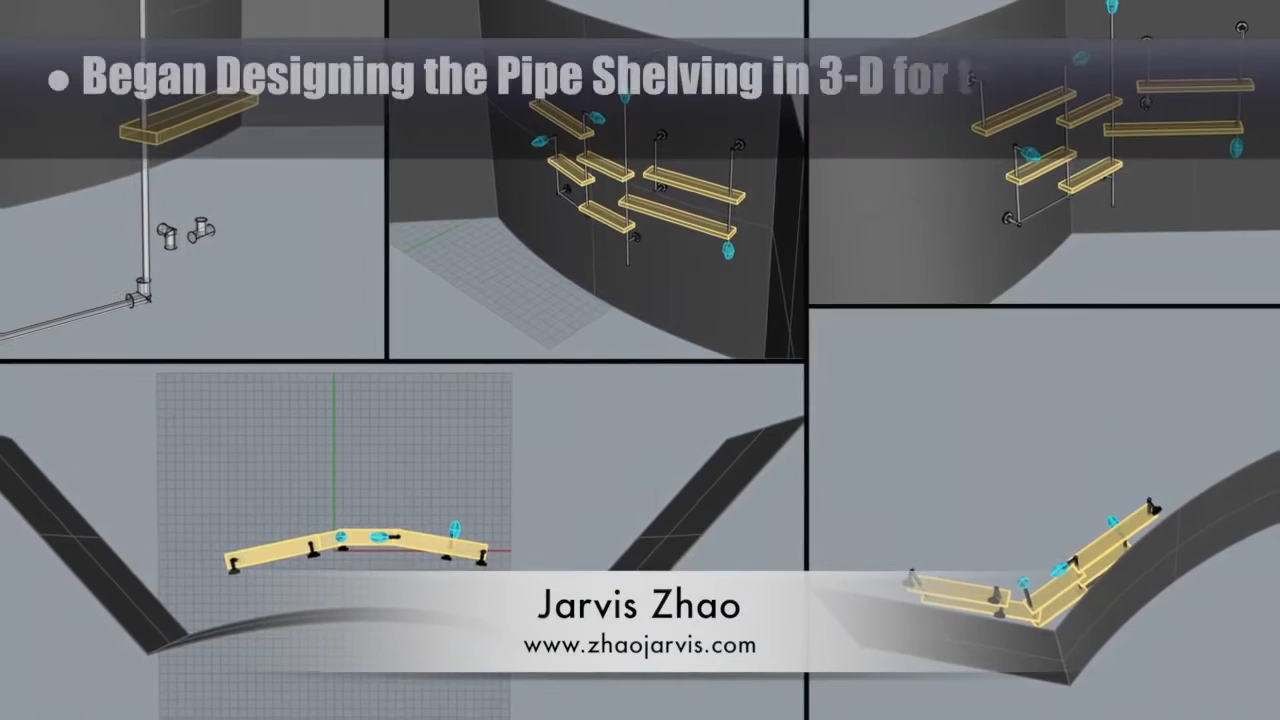 • Began Designing the Pipe Shelving in 3-D for
Jarvis Zhao
www.zhaojarvis.com